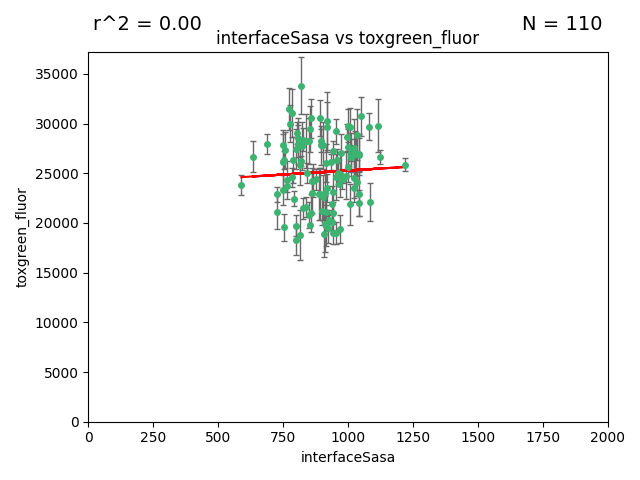 r^2 = 0.00
N = 110
interfaceSasa vs toxgreen_fluor
toxgreen_fluor
35000
30000
25000
20000
15000
10000
5000
0
0 250 500 750 1000 1250 1500 1750 2000
interfaceSasa